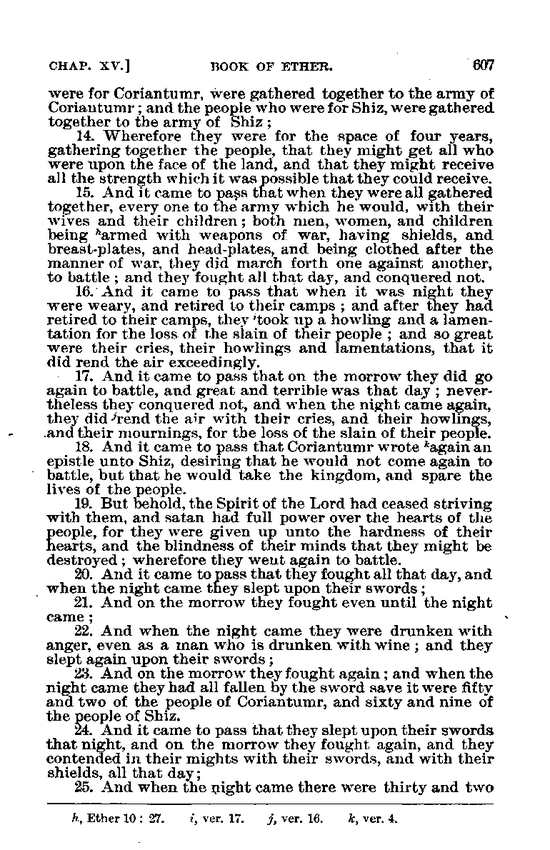 CHAP. XV.] BOOK OF ETHER. 607
were for Coriantumr, were gathered together to the army of
Coriantumr ; and the people who were for Shiz, were gathered
together to the army of Shiz ;
14. Wherefore they were for the space of four years,
gathering together the people, that they might get all who
were upon the face of the land, and that they might receive
all the strength which it was possible that they could receive.
15. And it came to pass that when they were all gathered
together, every one to the army which he would, with their
wives and their children ; both men, women, and children
being ʰarmed with weapons of war, having shields, and
breast-plates, and head-plates, and being clothed after the
manner of war, they did march forth one against another,
to battle ; and they fought all that day, and conquered not.
16. And it came to pass that when it was night they
were weary, and retired to their camps ; and after they had
retired to their camps, they ⁱtook up a howling and a lamen-
tation for the loss of the slain of their people ; and so great
were their cries, their howlings and lamentations, that it
did rend the air exceedingly.
17. And it came to pass that on the morrow they did go
again to battle, and great and terrible was that day ; never-
theless they conquered not, and when the night came again,
they did ʲrend the air with their cries, and their howlings,
and their mournings, for the loss of the slain of their people.
18. And it came to pass that Coriantumr wrote ᵏagain an
epistle unto Shiz, desiring that he would not come again to
battle, but that he would take the kingdom, and spare the
lives of the people.
19. But behold, the Spirit of the Lord had ceased striving
with them, and satan had full power over the hearts of the
people, for they were given up unto the hardness of their
hearts, and the blindness of their minds that they might be
destroyed ; wherefore they went again to battle.
20. And it came to pass that they fought all that day, and
when the night came they slept upon their swords ;
21. And on the morrow they fought even until the night
came ;
22. And when the night came they were drunken with
anger, even as a man who is drunken with wine ; and they
slept again upon their swords ;
23. And on the morrow they fought again ; and when the
night came they had all fallen by the sword save it were fifty
and two of the people of Coriantumr, and sixty and nine of
the people of Shiz.
24. And it came to pass that they slept upon their swords
that night, and on the morrow they fought again, and they
contended in their mights with their swords, and with their
shields, all that day;
25. And when the night came there were thirty and two
h, Ether 10 : 27. i, ver. 17. j, ver. 16. k, ver. 4.